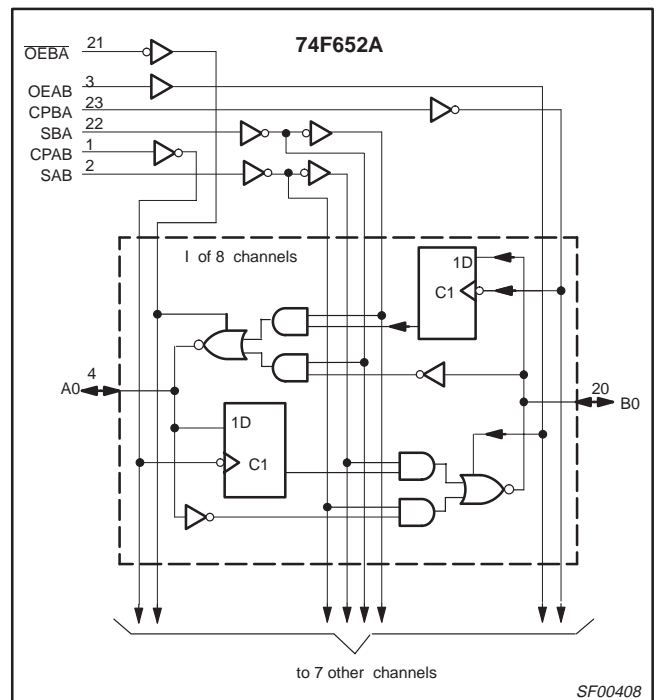 74F652A
OEBA 21
OEAB 3
CPBA 23
SBA 22
CPAB 1
SAB 2
I of 8 channels
1D
C1
A0 4
20 B0
1D
C1
to 7 other channels
SF00408